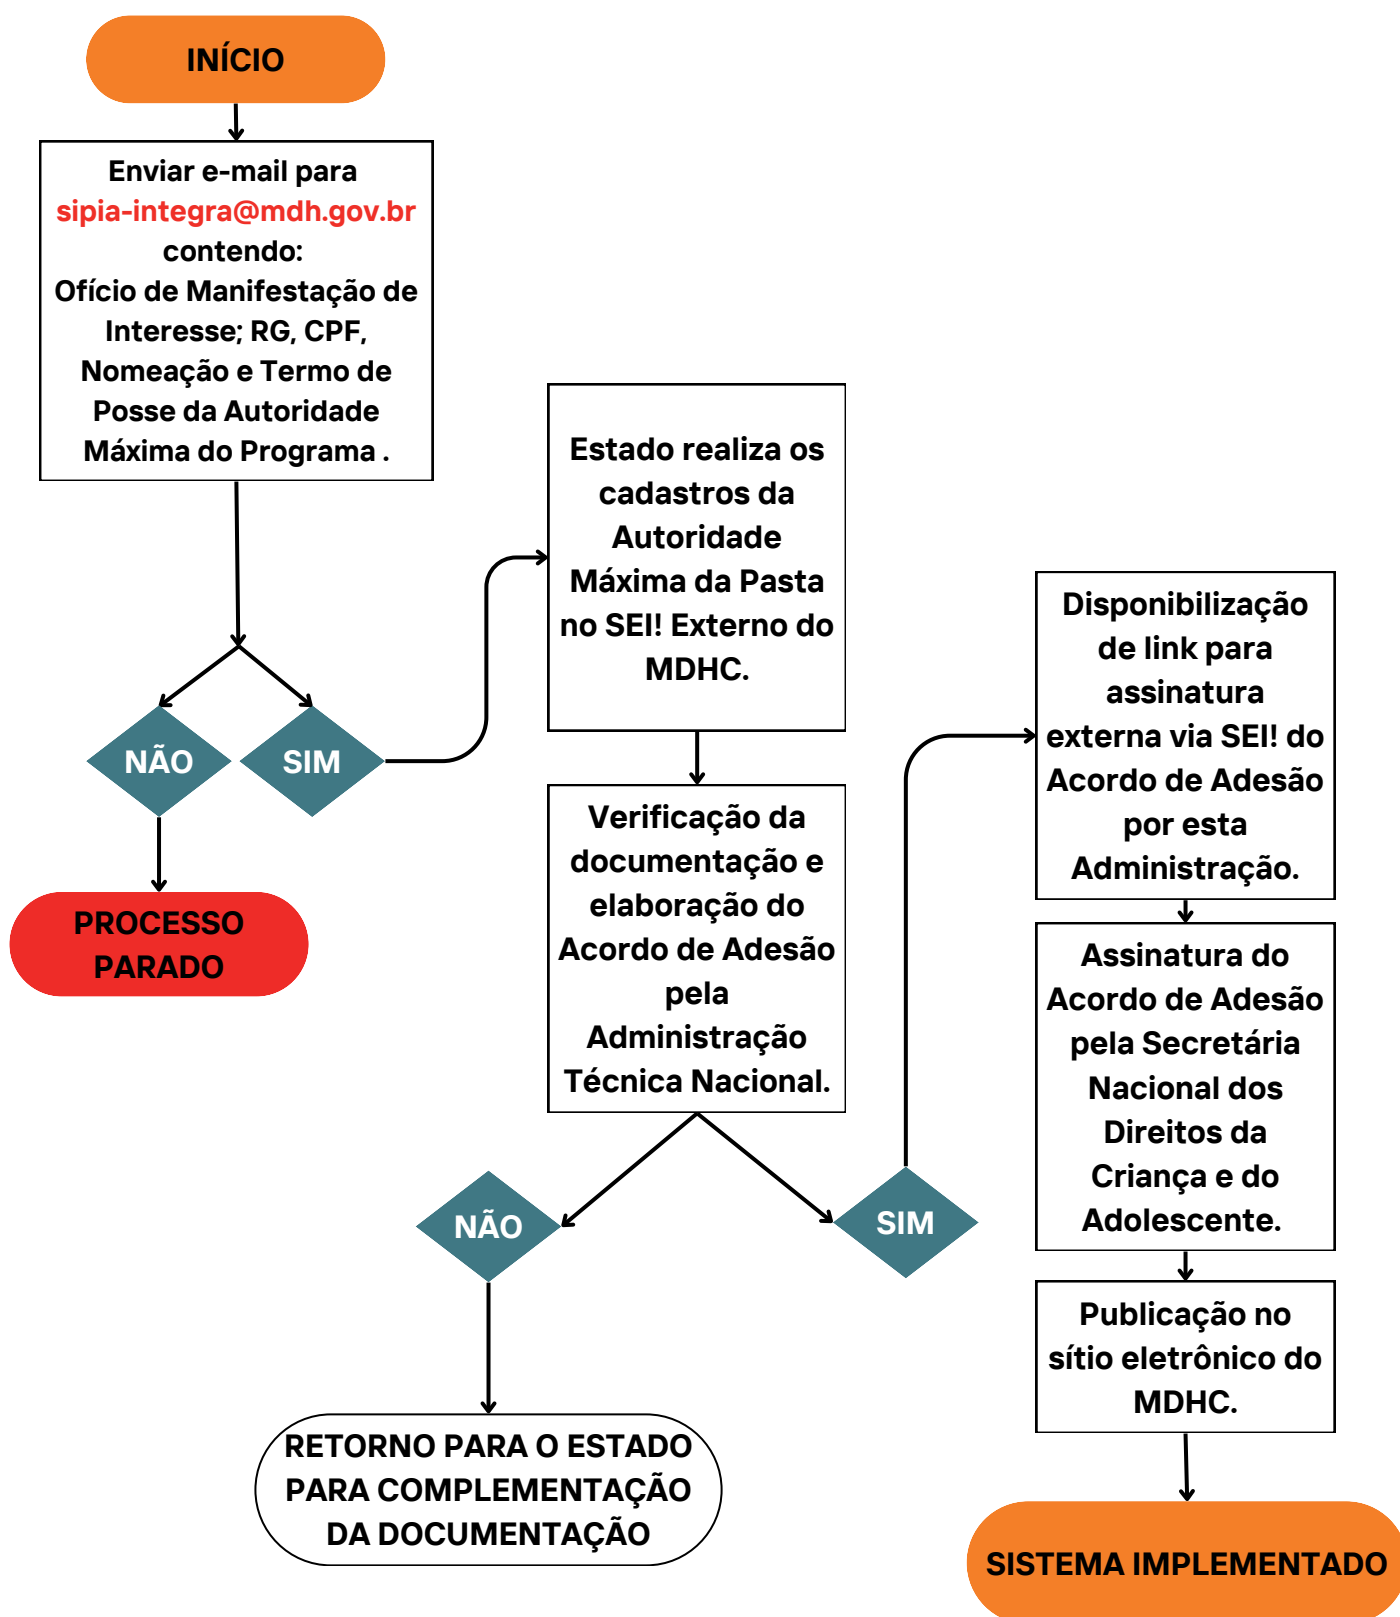 INÍCIO
Enviar e-mail para
sipia-integra@mdh.gov.br
contendo:
Ofício de Manifestação de
Interesse; RG, CPF,
Nomeação e Termo de
Posse da Autoridade
Máxima do Programa .
NÃO
SIM
PROCESSO
PARADO
Estado realiza os
cadastros da
Autoridade
Máxima da Pasta
no SEI! Externo do
MDHC.
Verificação da
documentação e
elaboração do
Acordo de Adesão
pela
Administração
Técnica Nacional.
NÃO
SIM
RETORNO PARA O ESTADO
PARA COMPLEMENTAÇÃO
DA DOCUMENTAÇÃO
Disponibilização
de link para
assinatura
externa via SEI! do
Acordo de Adesão
por esta
Administração.
Assinatura do
Acordo de Adesão
pela Secretária
Nacional dos
Direitos da
Criança e do
Adolescente.
Publicação no
sítio eletrônico do
MDHC.
SISTEMA IMPLEMENTADO